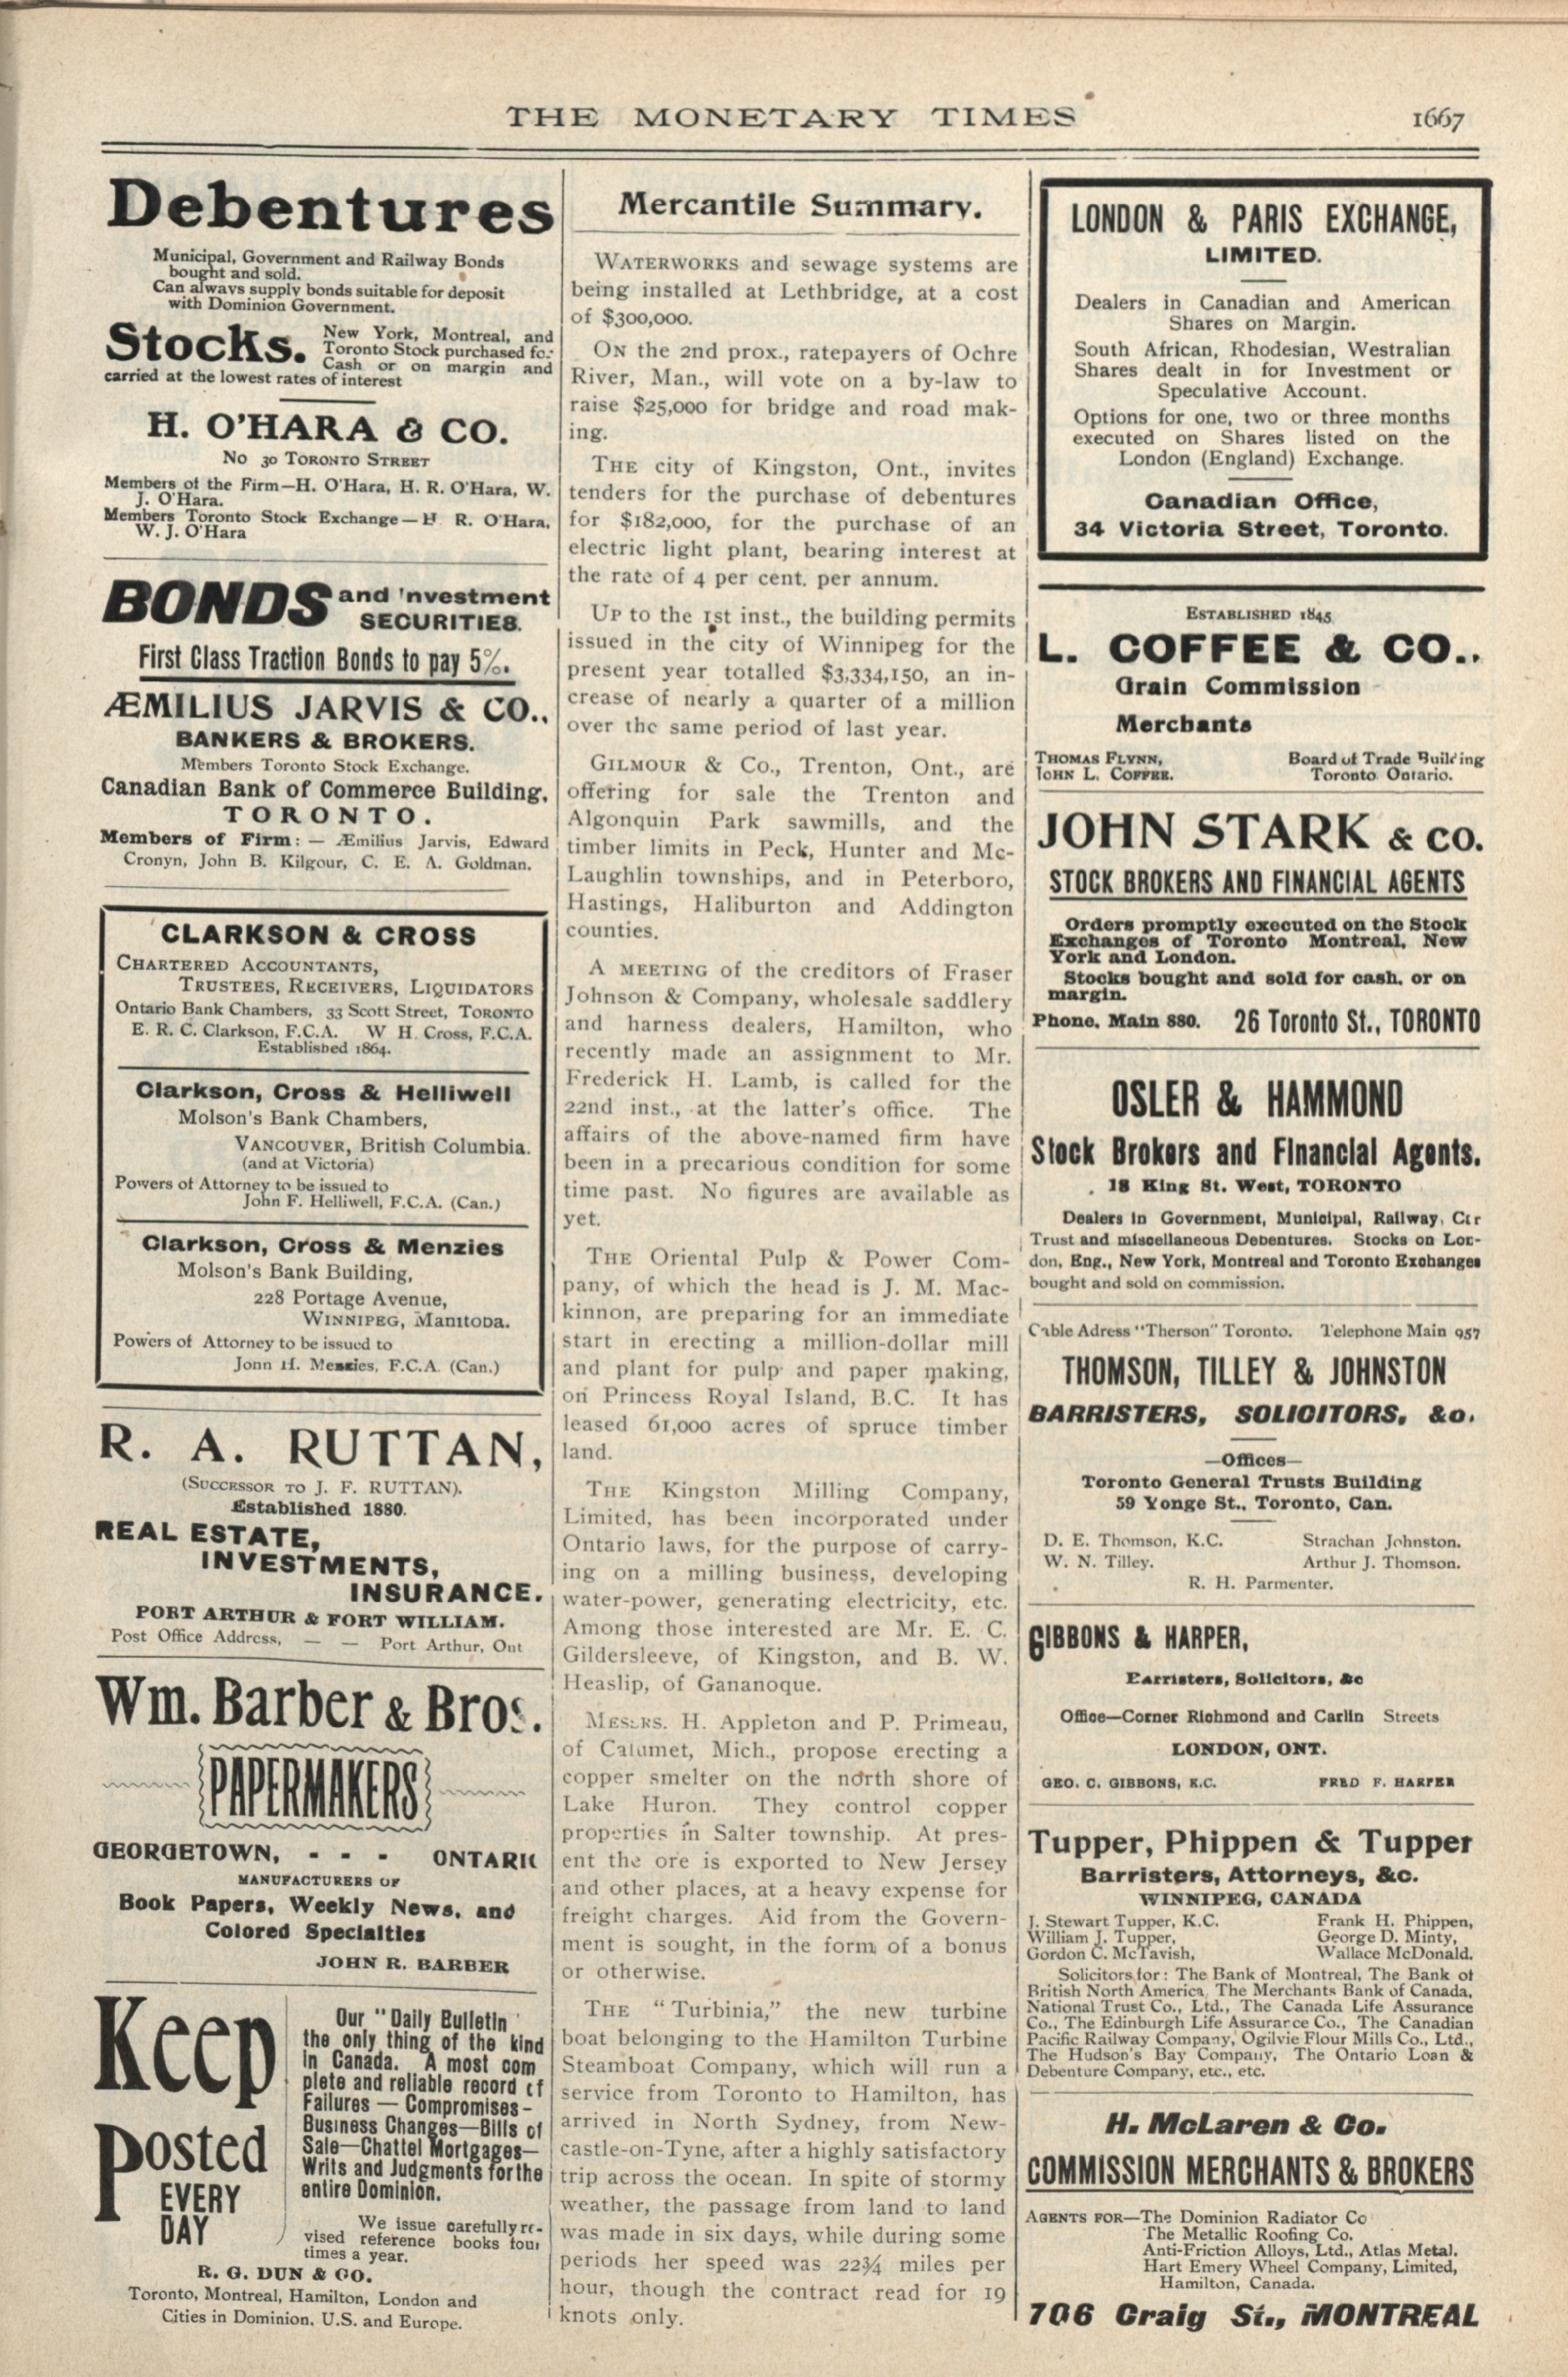 THE MONETARY TIMES
1667
Debentures
Municipal, Government and Railway Bonds
bought and sold.
Can always supply bonds suitable for deposit
with Dominion Government.
Stocks.
New York, Montreal, and
Toronto Stock purchased for
Cash or on margin and
carried at the lowest rates of interest
H. O'HARA & CO.
No 30 TORONTO STREET
Members of the Firm—H. O'Hara, H. R. O'Hara, W.
J. O'Hara.
Members Toronto Stock Exchange—H R. O'Hara,
W. J. O'Hara
BONDS and 'nvestment
SECURITIES.
First Class Traction Bonds to pay 5%.
ÆMILIUS JARVIS & CO.,
BANKERS & BROKERS.
Members Toronto Stock Exchange.
Canadian Bank of Commerce Building,
TORONTO.
Members of Firm: — Æmilius Jarvis, Edward
Cronyn, John B. Kilgour, C. E. A. Goldman.
CLARKSON & CROSS
CHARTERED ACCOUNTANTS,
TRUSTEES, RECEIVERS, LIQUIDATORS
Ontario Bank Chambers, 33 Scott Street, TORONTO
E. R. C. Clarkson, F.C.A. W H. Cross, F.C.A.
Established 1864.
Clarkson, Cross & Helliwell
Molson's Bank Chambers,
VANCOUVER, British Columbia.
(and at Victoria)
Powers of Attorney to be issued to
John F. Helliwell, F.C.A. (Can.)
Clarkson, Cross & Menzies
Molson's Bank Building,
228 Portage Avenue,
WINNIPEG, Manitoba.
Powers of Attorney to be issued to
John H. Menzies, F.C.A. (Can.)
R. A. RUTTAN,
(SUCCESSOR TO J. F. RUTTAN).
Established 1880.
REAL ESTATE,
INVESTMENTS,
INSURANCE.
PORT ARTHUR & FORT WILLIAM.
Post Office Address, — — Port Arthur, Ont
Wm. Barber & Bros.
PAPERMAKERS
GEORGETOWN, - - - ONTARIO
MANUFACTURERS OF
Book Papers, Weekly News, and
Colored Specialties
JOHN R. BARBER
Keep
Posted
EVERY
DAY
Our "Daily Bulletin'
the only thing of the kind
in Canada. A most com
plete and reliable record of
Failures — Compromises-
Business Changes—Bills of
Sale—Chattel Mortgages—
Writs and Judgments for the
entire Dominion.
We issue carefully re-
vised reference books four
times a year.
R. G. DUN & CO.
Toronto, Montreal, Hamilton, London and
Cities in Dominion. U.S. and Europe.
Mercantile Summary.
WATERWORKS and sewage systems are
being installed at Lethbridge, at a cost
of $300,000.
ON the 2nd prox., ratepayers of Ochre
River, Man., will vote on a by-law to
raise $25,000 for bridge and road mak-
ing.
THE city of Kingston, Ont., invites
tenders for the purchase of debentures
for $182,000, for the purchase of an
electric light plant, bearing interest at
the rate of 4 per cent. per annum.
UP to the 1st inst., the building permits
issued in the city of Winnipeg for the
present year totalled $3,334,150, an in-
crease of nearly a quarter of a million
over the same period of last year.
GILMOUR & Co., Trenton, Ont., are
offering for sale the Trenton and
Algonquin Park sawmills, and the
timber limits in Peck, Hunter and Mc-
Laughlin townships, and in Peterboro,
Hastings, Haliburton and Addington
counties.
A MEETING of the creditors of Fraser
Johnson & Company, wholesale saddlery
and harness dealers, Hamilton, who
recently made an assignment to Mr.
Frederick H. Lamb, is called for the
22nd inst., at the latter's office. The
affairs of the above-named firm have
been in a precarious condition for some
time past. No figures are available as
yet.
THE Oriental Pulp & Power Com-
pany, of which the head is J. M. Mac-
kinnon, are preparing for an immediate
start in erecting a million-dollar mill
and plant for pulp and paper making,
on Princess Royal Island, B.C. It has
leased 61,000 acres of spruce timber
land.
THE Kingston Milling Company,
Limited, has been incorporated under
Ontario laws, for the purpose of carry-
ing on a milling business, developing
water-power, generating electricity, etc.
Among those interested are Mr. E. C.
Gildersleeve, of Kingston, and B. W.
Heaslip, of Gananoque.
MESSRS. H. Appleton and P. Primeau,
of Calumet, Mich., propose erecting a
copper smelter on the north shore of
Lake Huron. They control copper
properties in Salter township. At pres-
ent the ore is exported to New Jersey
and other places, at a heavy expense for
freight charges. Aid from the Govern-
ment is sought, in the form of a bonus
or otherwise.
THE "Turbinia," the new turbine
boat belonging to the Hamilton Turbine
Steamboat Company, which will run a
service from Toronto to Hamilton, has
arrived in North Sydney, from New-
castle-on-Tyne, after a highly satisfactory
trip across the ocean. In spite of stormy
weather, the passage from land to land
was made in six days, while during some
periods her speed was 22¾ miles per
hour, though the contract read for 19
knots only.
LONDON & PARIS EXCHANGE,
LIMITED.
Dealers in Canadian and American
Shares on Margin.
South African, Rhodesian, Westralian
Shares dealt in for Investment or
Speculative Account.
Options for one, two or three months
executed on Shares listed on the
London (England) Exchange.
Canadian Office,
34 Victoria Street, Toronto.
ESTABLISHED 1845
L. COFFEE & CO.,
Grain Commission
Merchants
THOMAS FLYNN,
JOHN L. COFFEE.
Board of Trade Building
Toronto Ontario.
JOHN STARK & CO.
STOCK BROKERS AND FINANCIAL AGENTS
Orders promptly executed on the Stock
Exchanges of Toronto Montreal, New
York and London.
Stocks bought and sold for cash, or on
margin.
Phone, Main 880. 26 Toronto St., TORONTO
OSLER & HAMMOND
Stock Brokers and Financial Agents.
18 King St. West, TORONTO
Dealers in Government, Municipal, Railway, Car
Trust and miscellaneous Debentures. Stocks on Lon-
don, Eng., New York, Montreal and Toronto Exchanges
bought and sold on commission.
Cable Adress "Therson" Toronto. Telephone Main 957
THOMSON, TILLEY & JOHNSTON
BARRISTERS, SOLICITORS, &c.
—Offices—
Toronto General Trusts Building
59 Yonge St., Toronto, Can.
D. E. Thomson, K.C. Strachan Johnston.
W. N. Tilley. Arthur J. Thomson.
R. H. Parmenter.
GIBBONS & HARPER,
Barristers, Solicitors, &c
Office—Corner Richmond and Carlin Streets
LONDON, ONT.
GEO. C. GIBBONS, K.C. FRED F. HARPER
Tupper, Phippen & Tupper
Barristers, Attorneys, &c.
WINNIPEG, CANADA
J. Stewart Tupper, K.C. Frank H. Phippen,
William J. Tupper, George D. Minty,
Gordon C. McTavish, Wallace McDonald.
Solicitors for: The Bank of Montreal, The Bank of
British North America, The Merchants Bank of Canada,
National Trust Co., Ltd., The Canada Life Assurance
Co., The Edinburgh Life Assurance Co., The Canadian
Pacific Railway Company, Ogilvie Flour Mills Co., Ltd.,
The Hudson's Bay Company, The Ontario Loan &
Debenture Company, etc., etc.
H. McLaren & Co.
COMMISSION MERCHANTS & BROKERS
AGENTS FOR—The Dominion Radiator Co
The Metallic Roofing Co.
Anti-Friction Alloys, Ltd., Atlas Metal.
Hart Emery Wheel Company, Limited,
Hamilton, Canada.
706 Craig St., MONTREAL